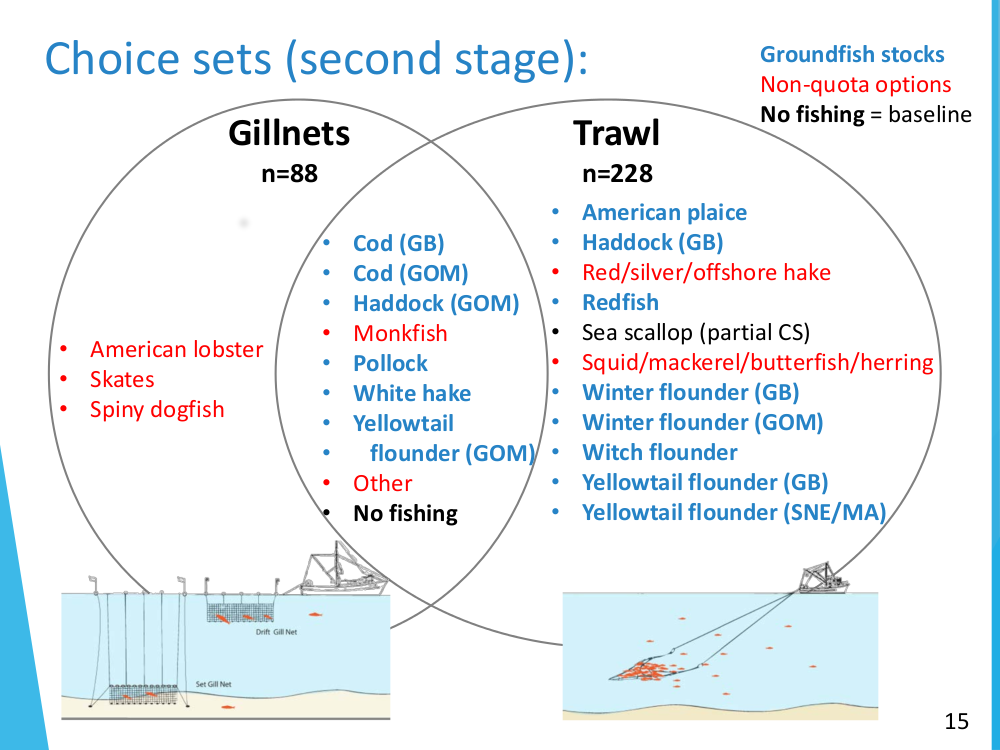 Choice sets (second stage):
Groundfish stocks
Non-quota options
No fishing = baseline
Gillnets
n=88
Trawl
n=228
• American lobster
• Skates
• Spiny dogfish
• Cod (GB)
• Cod (GOM)
• Haddock (GOM)
• Monkfish
• Pollock
• White hake
• Yellowtail
• flounder (GOM)
• Other
• No fishing
• American plaice
• Haddock (GB)
• Red/silver/offshore hake
• Redfish
• Sea scallop (partial CS)
• Squid/mackerel/butterfish/herring
• Winter flounder (GB)
• Winter flounder (GOM)
• Witch flounder
• Yellowtail flounder (GB)
• Yellowtail flounder (SNE/MA)
Drift Gill Net
Set Gill Net
15